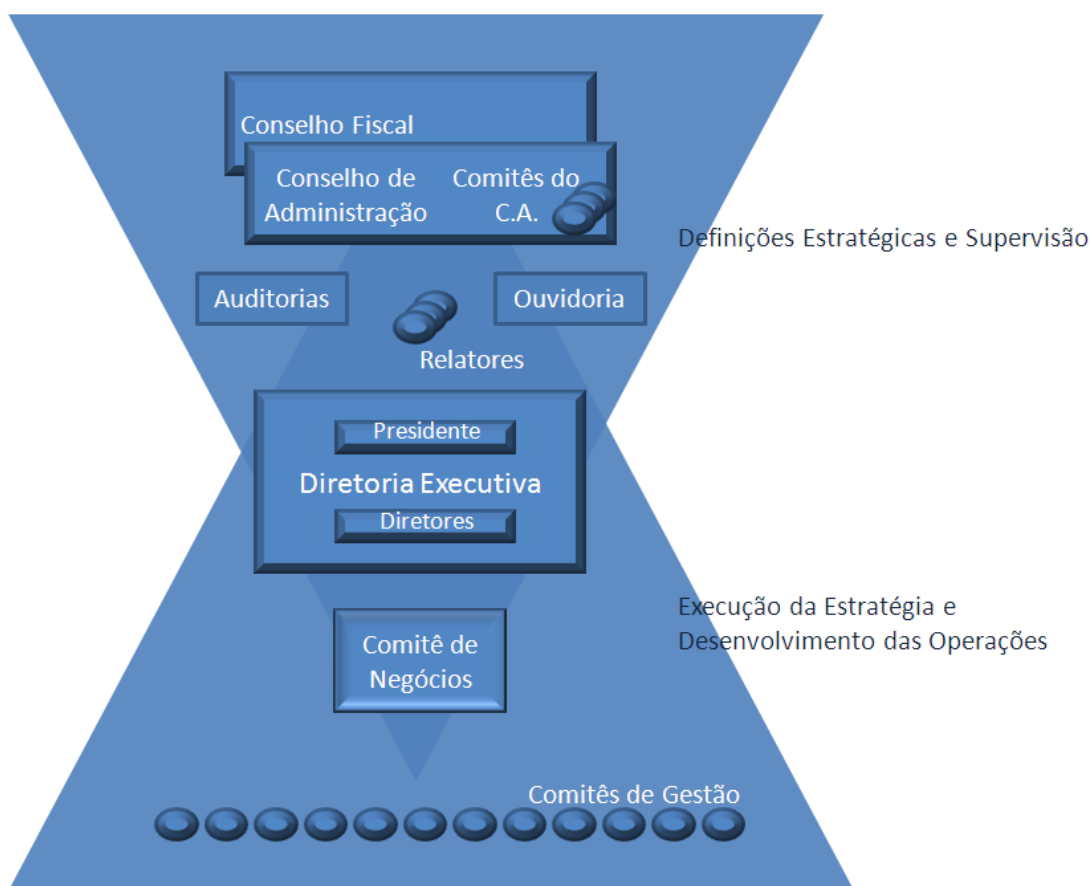 Conselho Fiscal
Conselho de
Administração
Comitês do
C.A.
Definições Estratégicas e Supervisão
Auditorias
Ouvidoria
Relatores
Presidente
Diretoria Executiva
Diretores
Execução da Estratégia e
Desenvolvimento das Operações
Comitê de
Negócios
Comitês de Gestão